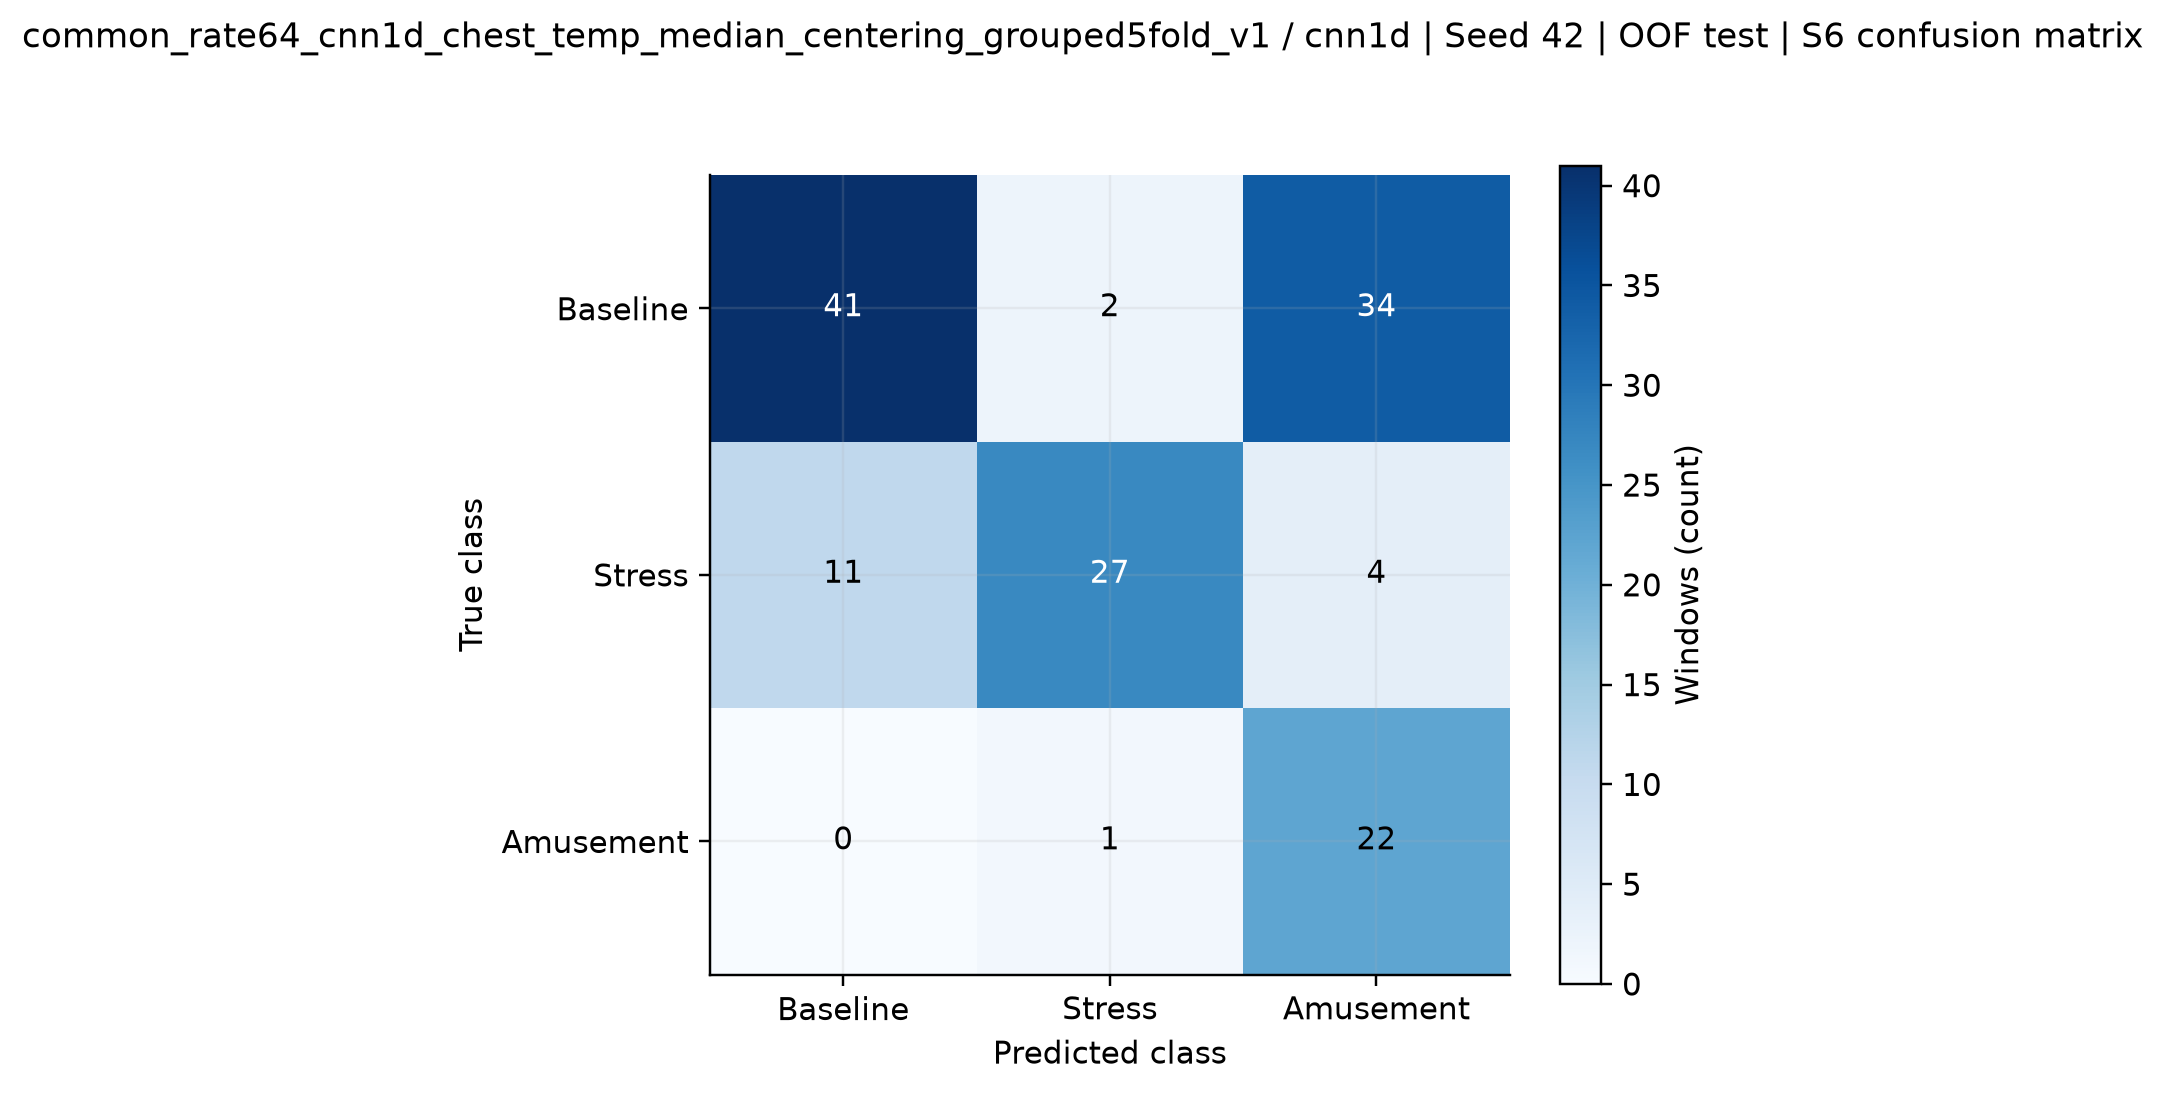 common_rate64_cnn1d_chest_temp_median_centering_grouped5fold_v1 / cnn1d | Seed 42 | OOF test | S6 confusion matrix
Baseline 41 2 34
Stress 11 27 4
Amusement 0 1 22
Baseline Stress Amusement
Predicted class
True class
40
35
30
25
20
15
10
5
0
Windows (count)